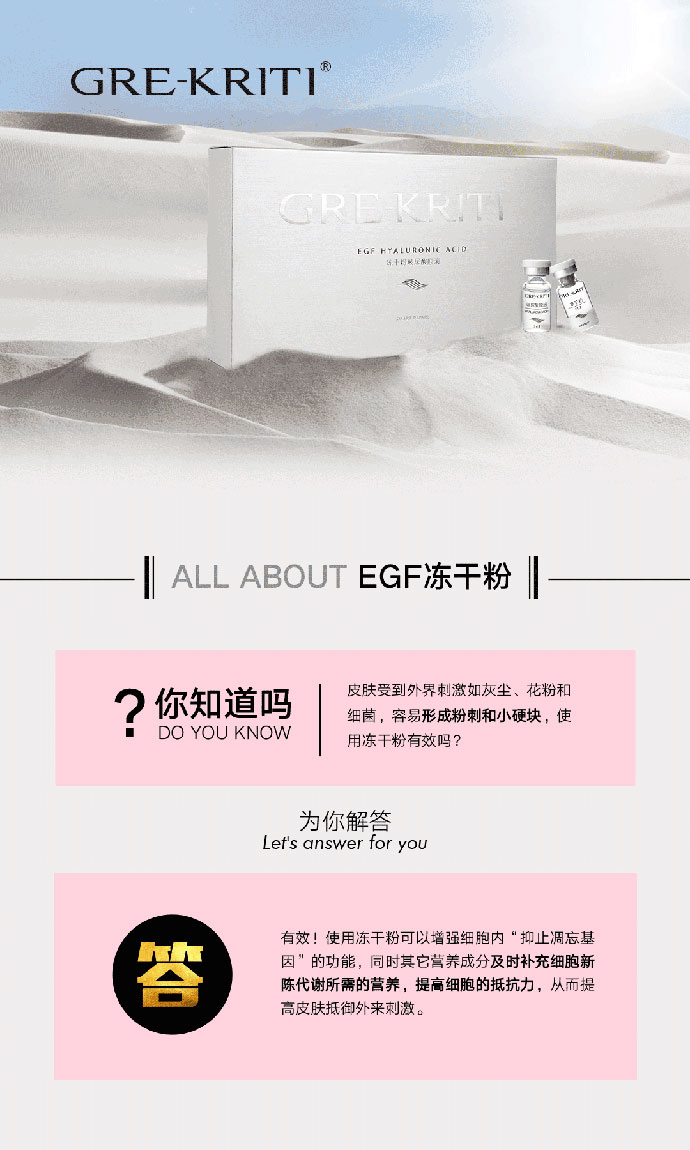 GRE-KRITI®
GRE-KRITI
EGF HYALURONIC ACID
GRE-KRITI
ALL ABOUT EGF冻干粉
? 你知道吗
DO YOU KNOW
皮肤受到外界刺激如灰尘、花粉和
细菌，容易形成粉刺和小硬块，使
用冻干粉有效吗？
为你解答
Let's answer for you
答
有效！使用冻干粉可以增强细胞内“抑止凋忘基
因”的功能，同时其它营养成分及时补充细胞新
陈代谢所需的营养，提高细胞的抵抗力，从而提
高皮肤抵御外来刺激。